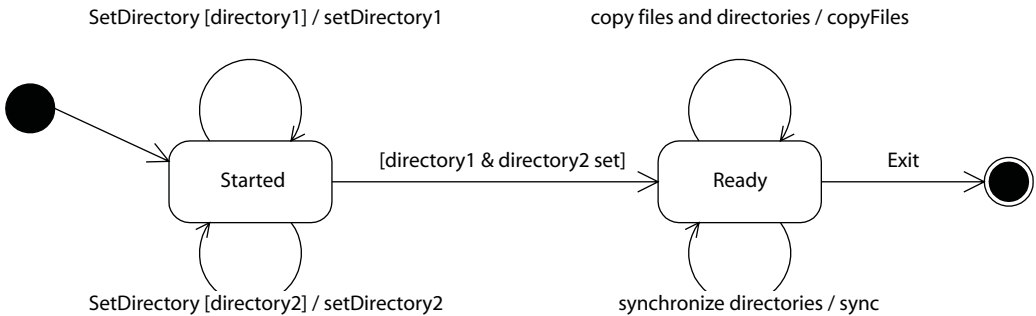 SetDirectory [directory1] / setDirectory1
copy files and directories / copyFiles
Started
[directory1 & directory2 set]
Ready
Exit
SetDirectory [directory2] / setDirectory2
synchronize directories / sync